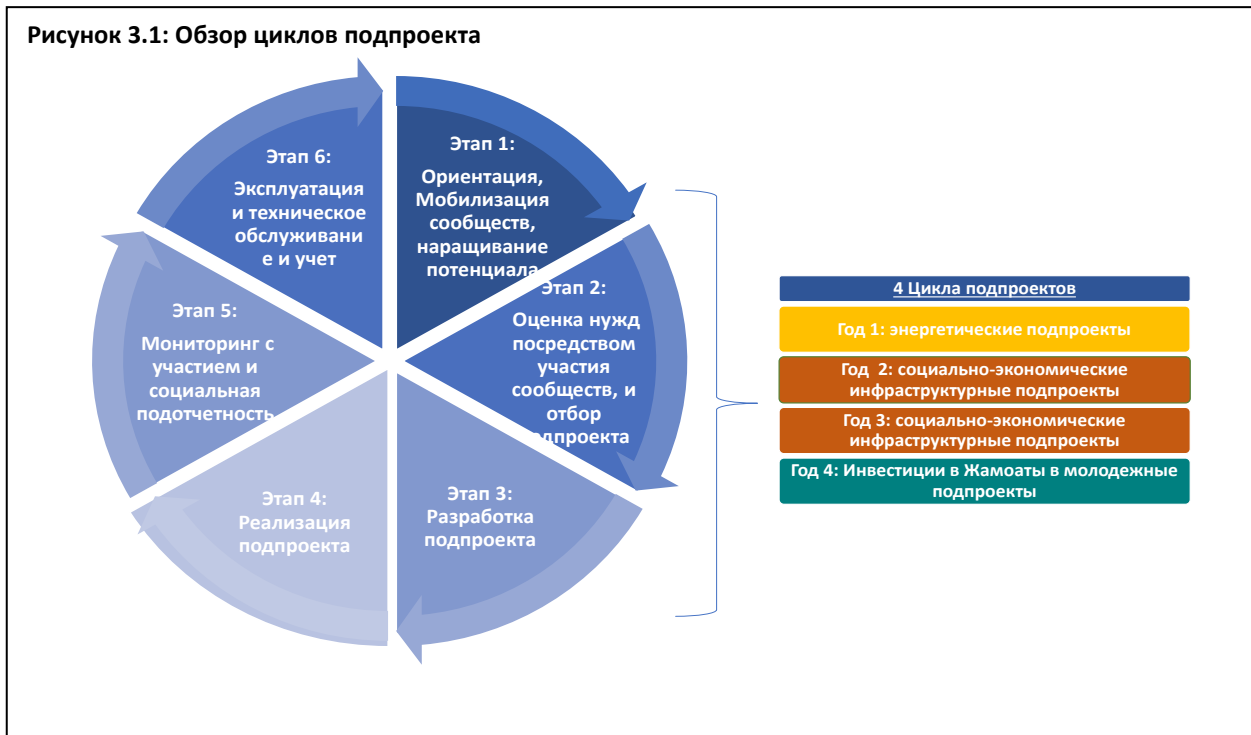 Рисунок 3.1: Обзор циклов подпроекта
Этап 1:
Ориентация,
Мобилизация
сообществ,
наращивание
потенциала
Этап 2:
Оценка нужд
посредством
участия
сообществ, и
отбор
подпроекта
Этап 3:
Разработка
подпроекта
Этап 4:
Реализация
подпроекта
Этап 5:
Мониторинг с
участием и
социальная
подотчетность
Этап 6:
Эксплуатация
и техническое
обслуживани
е и учет
4 Цикла подпроектов
Год 1: энергетические подпроекты
Год 2: социально-экономические
инфраструктурные подпроекты
Год 3: социально-экономические
инфраструктурные подпроекты
Год 4: Инвестиции в Жамоаты в молодежные
подпроекты